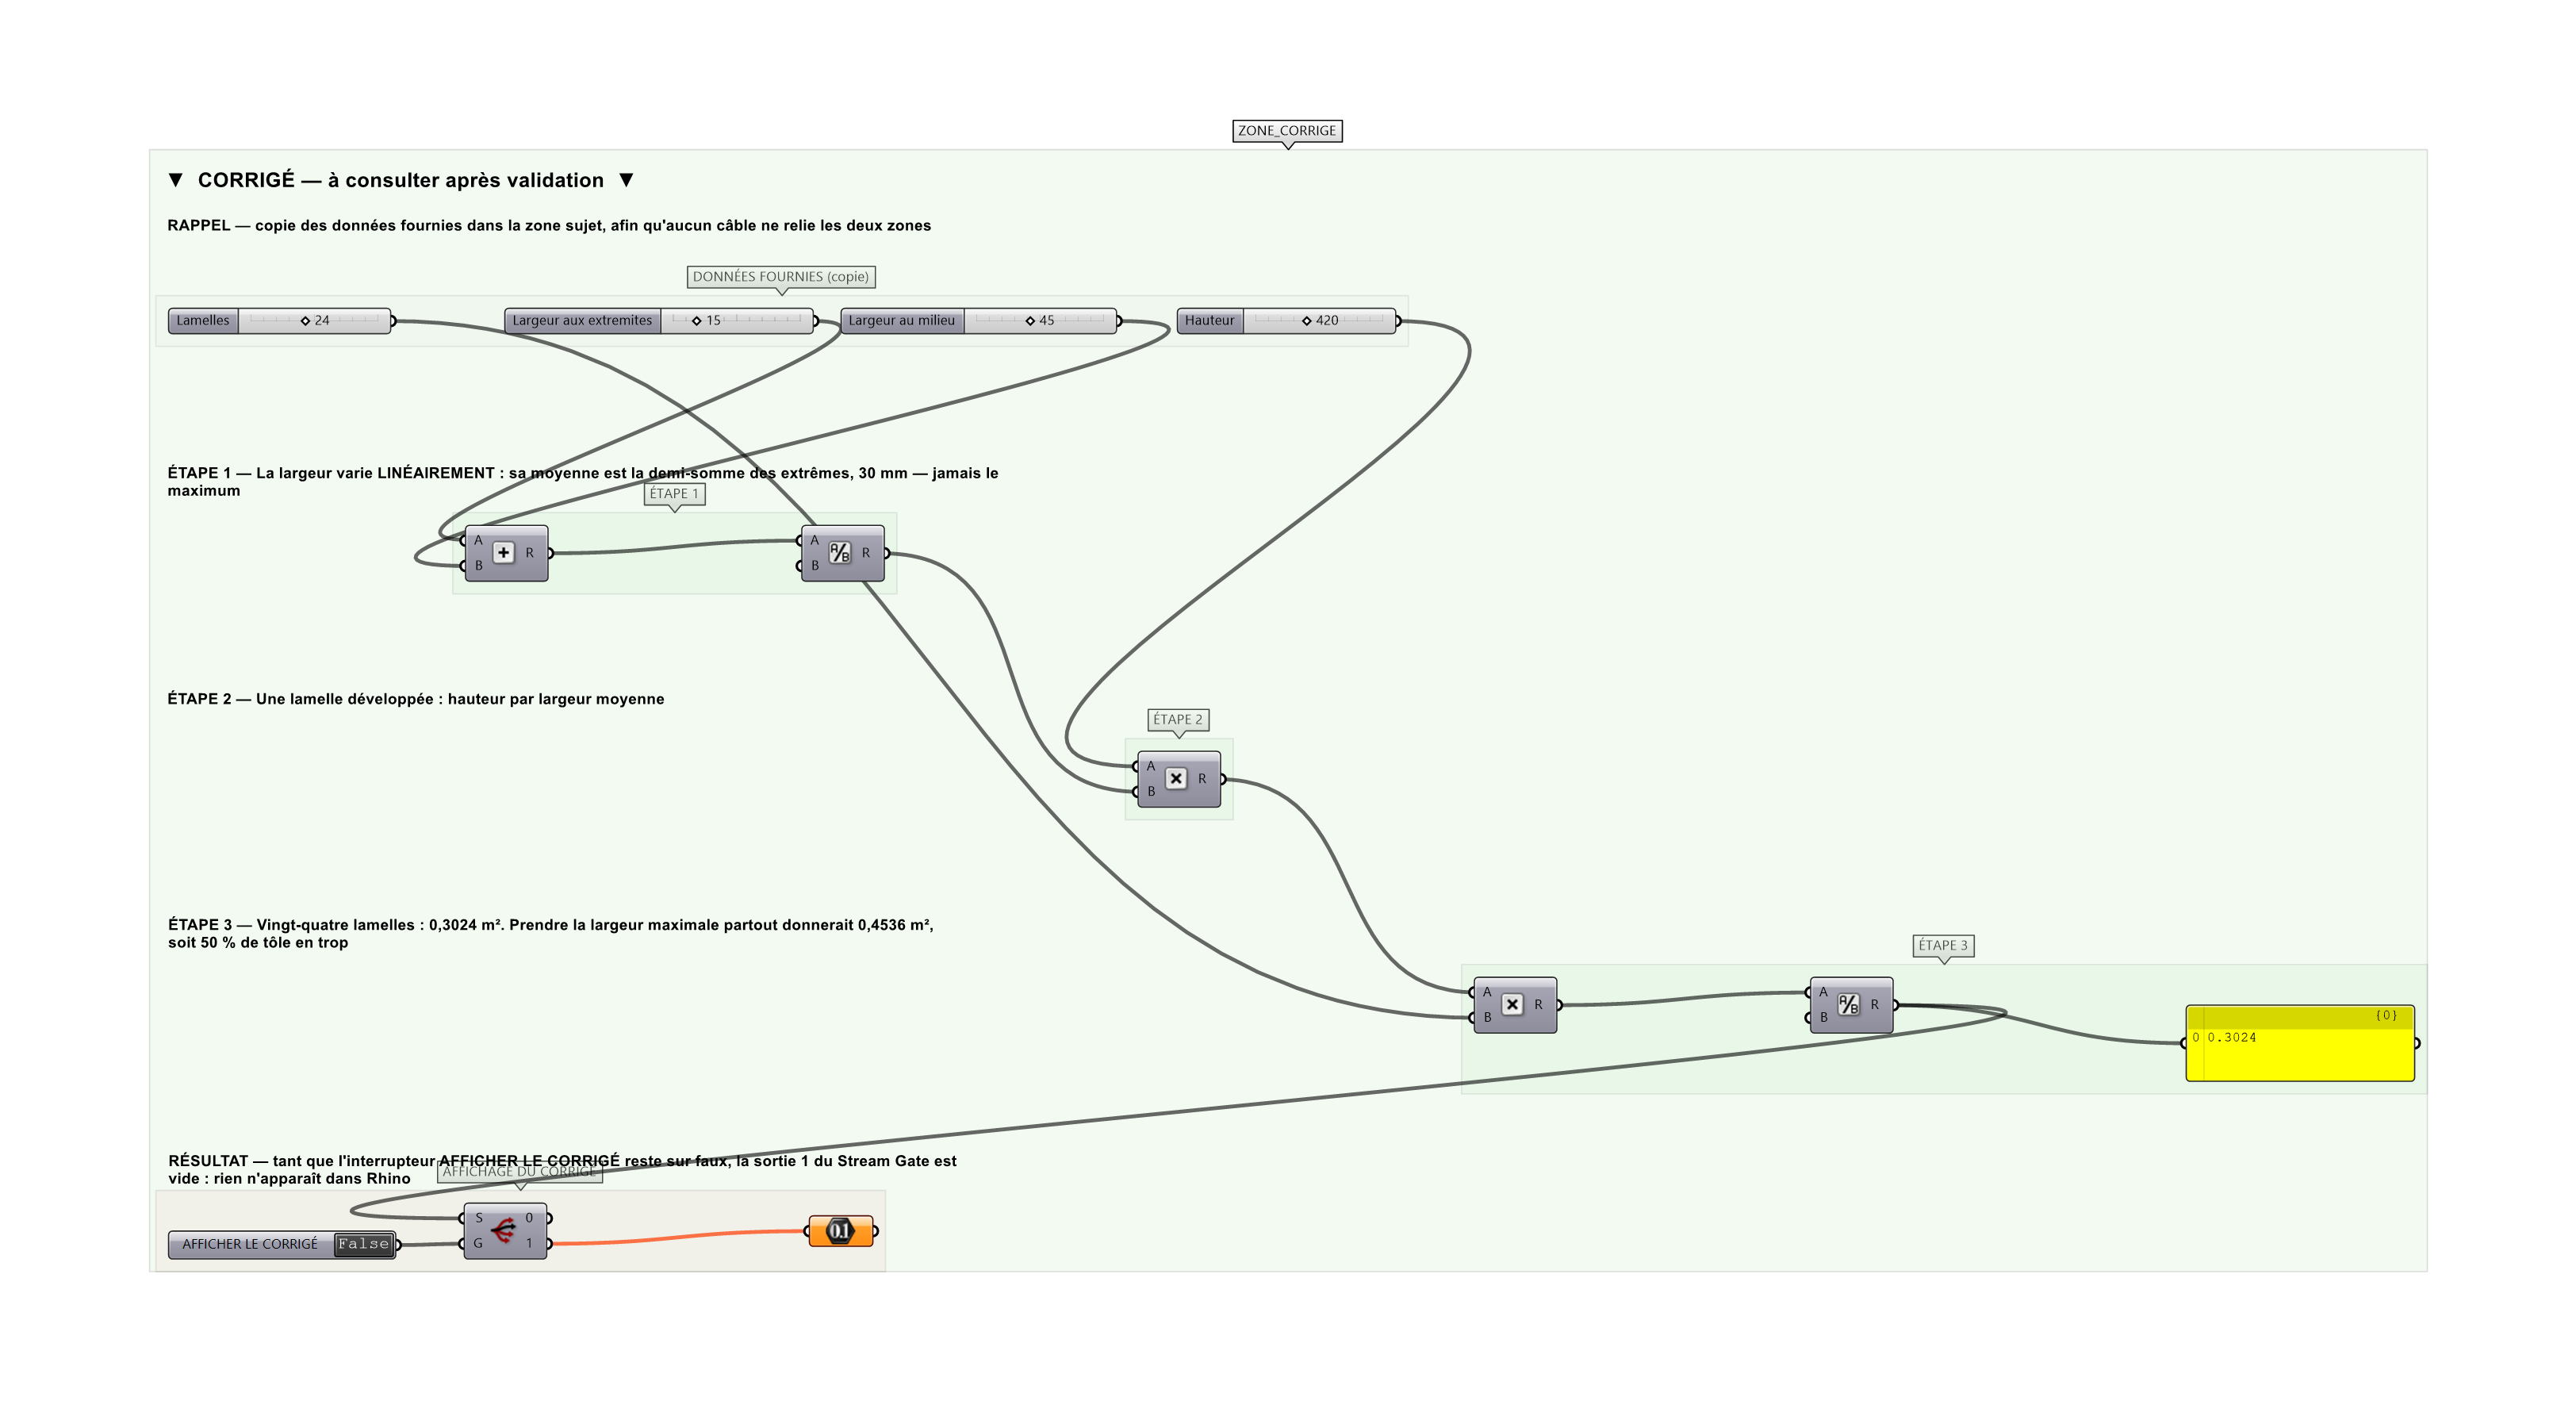 ZONE_CORRIGE
▼ CORRIGÉ — à consulter après validation ▼
RAPPEL — copie des données fournies dans la zone sujet, afin qu'aucun câble ne relie les deux zones
DONNÉES FOURNIES (copie)
Lamelles 24
Largeur aux extremites 15
Largeur au milieu 45
Hauteur 420
ÉTAPE 1 — La largeur varie LINÉAIREMENT : sa moyenne est la demi-somme des extrêmes, 30 mm — jamais le
maximum
ÉTAPE 1
A + R
B
A A/B R
B
ÉTAPE 2 — Une lamelle développée : hauteur par largeur moyenne
ÉTAPE 2
A × R
B
ÉTAPE 3 — Vingt-quatre lamelles : 0,3024 m². Prendre la largeur maximale partout donnerait 0,4536 m²,
soit 50 % de tôle en trop
ÉTAPE 3
A × R
B
A A/B R
B
{0}
0 0.3024
RÉSULTAT — tant que l'interrupteur AFFICHER LE CORRIGÉ reste sur faux, la sortie 1 du Stream Gate est
vide : rien n'apparaît dans Rhino
AFFICHAGE DU CORRIGÉ
S 0
G 1
AFFICHER LE CORRIGÉ False
0.1